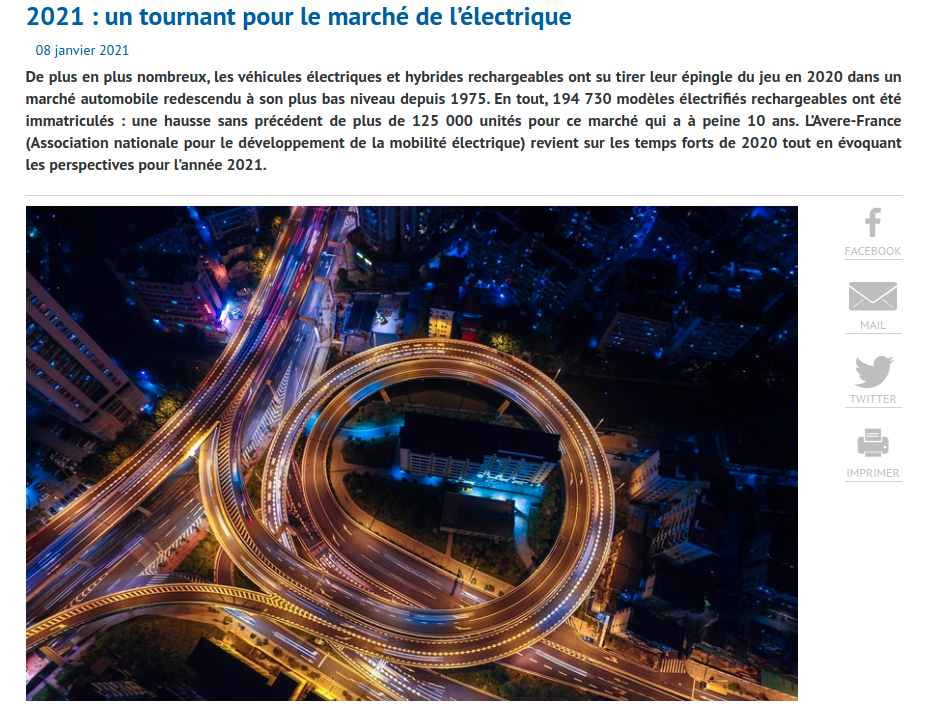 2021 : un tournant pour le marché de l’électrique
08 janvier 2021
De plus en plus nombreux, les véhicules électriques et hybrides rechargeables ont su tirer leur épingle du jeu en 2020 dans un
marché automobile redescendu à son plus bas niveau depuis 1975. En tout, 194 730 modèles électrifiés rechargeables ont été
immatriculés : une hausse sans précédent de plus de 125 000 unités pour ce marché qui a à peine 10 ans. L’Avere-France
(Association nationale pour le développement de la mobilité électrique) revient sur les temps forts de 2020 tout en évoquant
les perspectives pour l’année 2021.
FACEBOOK
MAIL
TWITTER
IMPRIMER